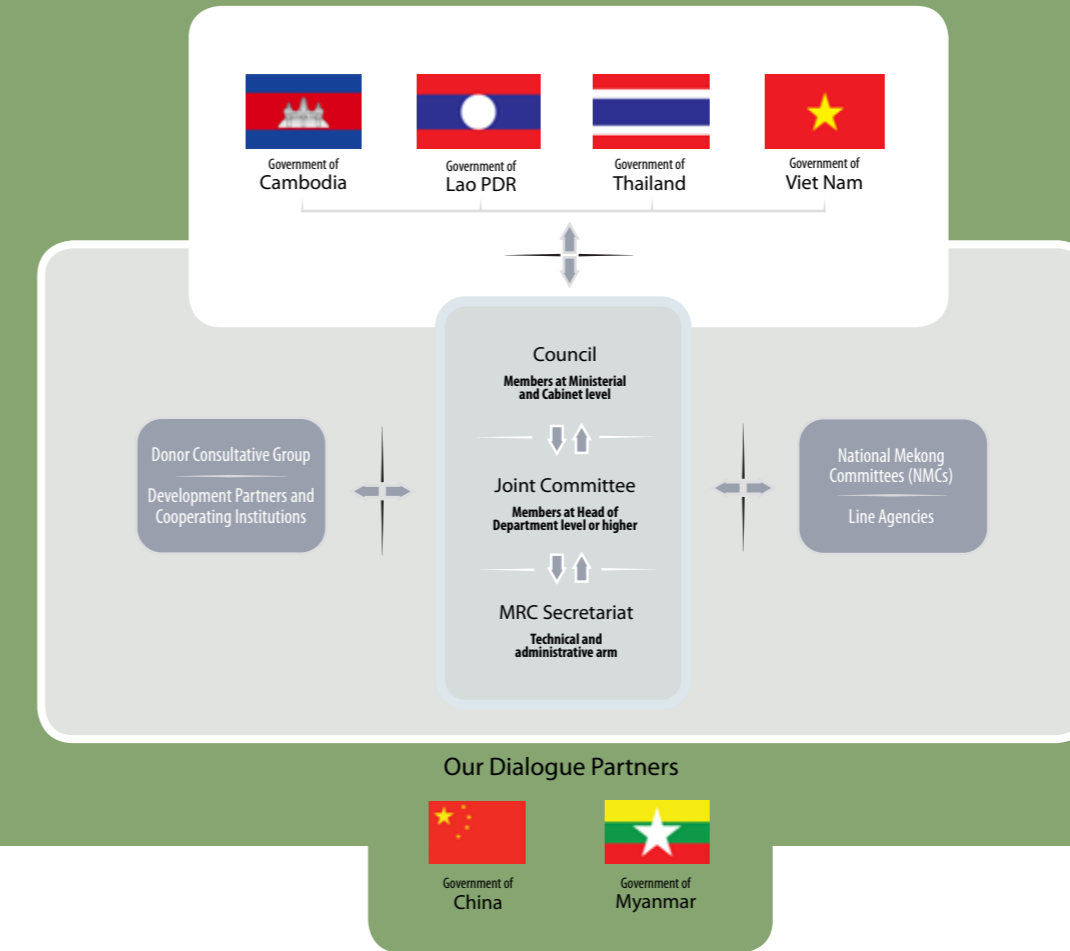 Government of
Cambodia
Government of
Lao PDR
Government of
Thailand
Government of
Viet Nam
Council
Members at Ministerial
and Cabinet level
Donor Consultative Group
Development Partners and
Cooperating Institutions
Joint Committee
Members at Head of
Department level or higher
National Mekong
Committees (NMCs)
Line Agencies
MRC Secretariat
Technical and
administrative arm
Our Dialogue Partners
Government of
China
Government of
Myanmar